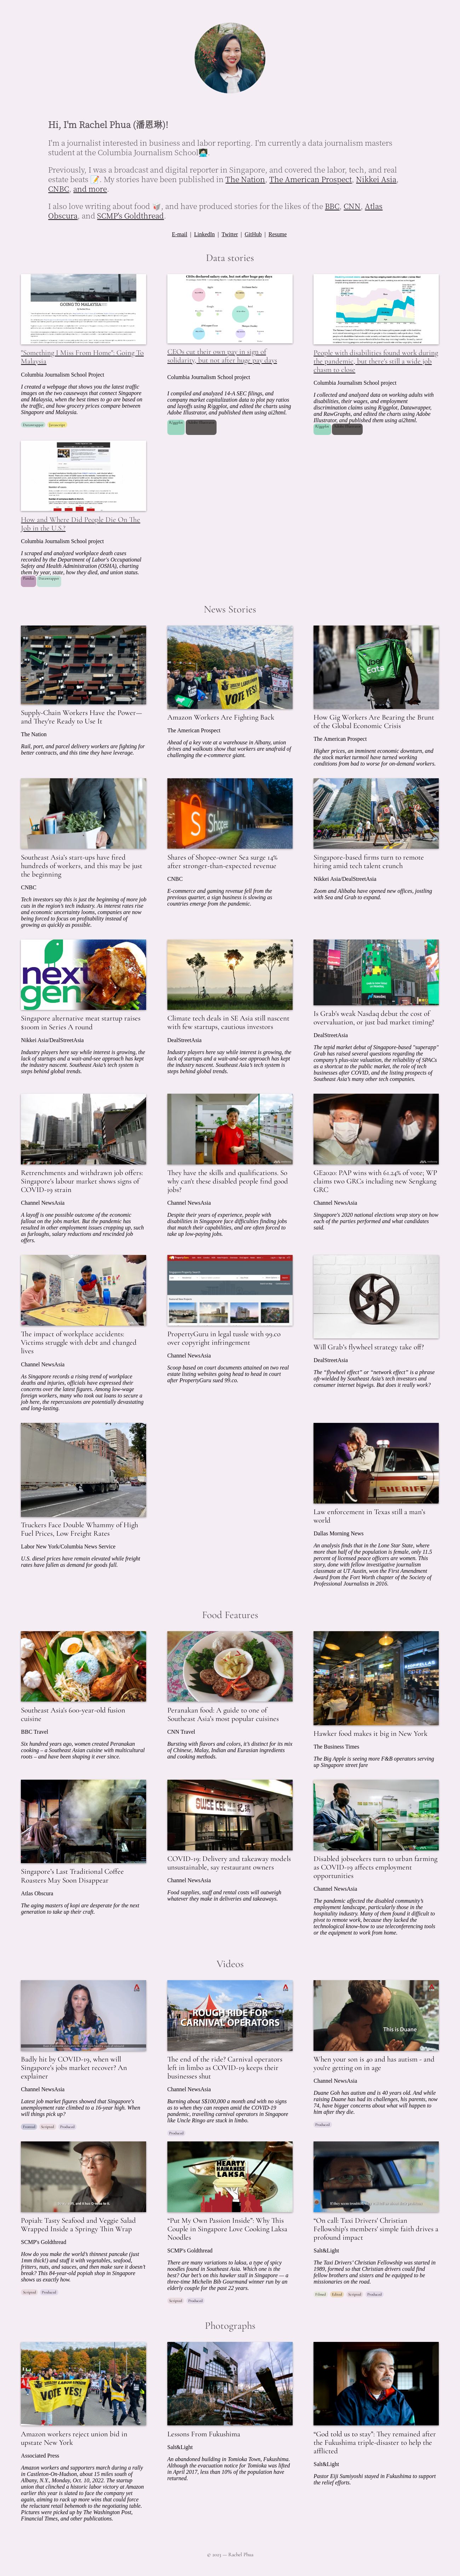 Hi, I'm Rachel Phua (潘恩琳)!
I'm a journalist interested in business and labor reporting. I'm currently a data journalism masters
student at the Columbia Journalism School
Previously, I was a broadcast and digital reporter in Singapore, and covered the labor, tech, and real
estate beats 📝. My stories have been published in The Nation, The American Prospect, Nikkei Asia,
CNBC, and more.
I also love writing about food 🥡, and have produced stories for the likes of the BBC, CNN, Atlas
Obscura, and SCMP's Goldthread.
E-mail | LinkedIn | Twitter | GitHub | Resume
Data stories
GOING TO MALAYSIA
"Something I Miss From Home": Going To
Malaysia
Columbia Journalism School Project
I created a webpage that shows you the latest traffic
images on the two causeways that connect Singapore
and Malaysia, when the best times are to beat
the traffic, and how grocery prices compare between
Singapore and Malaysia.
Datawrapper Javascript
CEOs cut their own pay in sign of
solidarity, but not after huge pay days
Columbia Journalism School project
I compiled and analyzed 14-A SEC filings, and
company market capitalization data to plot pay ratios
and layoffs using R/ggplot, and edited the charts using
Adobe Illustrator, and published them using ai2html.
R/ggplot Adobe Illustrator
People with disabilities found work during
the pandemic, but there's still a wide job
chasm to close
Columbia Journalism School project
I collected and analyzed data on working adults with
disabilities, their wages, and employment
discrimination claims using R/ggplot, Datawrapper,
and RawGraphs, and polished the charts using Adobe
Illustrator, and published them using ai2html.
R/ggplot Adobe Illustrator
How and Where Did People Die On The
Job in the U.S.?
Columbia Journalism School project
I scraped and analyzed workplace death cases
recorded by the Department of Labor's Occupational
Safety and Health Administration (OSHA), charting
them by year, state, how they died, and union status.
Pandas Datawrapper
News Stories
Supply-Chain Workers Have the Power—
and They're Ready to Use It
The Nation
Rail, port, and parcel delivery workers are fighting for
better contracts, and this time they have leverage.
VOTE YES!
Amazon Workers Are Fighting Back
The American Prospect
Ahead of a key vote at a warehouse in Albany, union
drives and walkouts show that workers are unafraid of
challenging the e-commerce giant.
Uber
Eats
How Gig Workers Are Bearing the Brunt
of the Global Economic Crisis
The American Prospect
Higher prices, an imminent economic downturn, and
the stock market turmoil have turned working
conditions from bad to worse for on-demand workers.
Southeast Asia's start-ups have fired
hundreds of workers, and this may be just
the beginning
CNBC
Tech investors say this is just the beginning of more job
cuts in the region's industry. As interest rates rise
and economic uncertainty looms, companies are now
being forced to focus on profitability instead of
growing as quickly as possible.
Shopee
Shares of Shopee-owner Sea surge 14%
after stronger-than-expected revenue
CNBC
E-commerce and gaming revenue fell from the
previous quarter, a sign business is slowing as
countries emerge from the pandemic.
Singapore-based firms turn to remote
hiring amid tech talent crunch
Nikkei Asia/DealStreetAsia
Zoom and Alibaba have opened new offices, jostling
with Sea and Grab to expand.
next
gen
Singapore alternative meat startup raises
$100m in Series A round
Nikkei Asia/DealStreetAsia
Industry players here say while interest is growing, the
lack of startups and a wait-and-see approach has kept
the industry nascent. Southeast Asia's tech system is
steps behind global trends.
Climate tech deals in SE Asia still nascent
with few startups, cautious investors
DealStreetAsia
Industry players here say while interest is growing, the
lack of startups and a wait-and-see approach has kept
the industry nascent. Southeast Asia's tech system is
steps behind global trends.
Is Grab's weak Nasdaq debut the cost of
overvaluation, or just bad market timing?
DealStreetAsia
The tepid market debut of Singapore-based "superapp"
Grab has raised several questions regarding the
company's plus-size valuation, the reliability of SPACs
as a shortcut to the public market, the role of tech
businesses after COVID, and the listing prospects of
Southeast Asia's many other tech companies.
Retrenchments and withdrawn job offers:
Singapore's labour market shows signs of
COVID-19 strain
Channel NewsAsia
A layoff is one possible outcome of the economic
fallout on the jobs market. But the pandemic has
resulted in other employment issues cropping up, such
as furloughs, salary reductions and rescinded job
offers.
They have the skills and qualifications. So
why can't these disabled people find good
jobs?
Channel NewsAsia
Despite their years of experience, people with
disabilities in Singapore face difficulties finding jobs
that match their capabilities, and are often forced to
take up low-paying jobs.
GE2020: PAP wins with 61.24% of vote; WP
claims two GRCs including new Sengkang
GRC
Channel NewsAsia
Singapore's 2020 national elections wrap story on how
each of the parties performed and what candidates
said.
The impact of workplace accidents:
Victims struggle with debt and changed
lives
Channel NewsAsia
As Singapore records a rising trend of workplace
deaths and injuries, officials have expressed their
concerns over the latest figures. Among low-wage
foreign workers, many who took out loans to secure a
job here, the repercussions are potentially devastating
and long-lasting.
PropertyGuru in legal tussle with 99.co
over copyright infringement
Channel NewsAsia
Scoop based on court documents attained on two real
estate listing websites going head to head in court
after PropertyGuru sued 99.co.
Will Grab's flywheel strategy take off?
DealStreetAsia
The "flywheel effect" or "network effect" is a phrase
oft-wielded by Southeast Asia's tech investors and
consumer internet bigwigs. But does it really work?
Truckers Face Double Whammy of High
Fuel Prices, Low Freight Rates
Labor New York/Columbia News Service
U.S. diesel prices have remain elevated while freight
rates have fallen as demand for goods fall.
SHERIFF
Law enforcement in Texas still a man's
world
Dallas Morning News
An analysis finds that in the Lone Star State, where
more than half of the population is female, only 11.5
percent of licensed peace officers are women. This
story, done with fellow investigative journalism
classmate at UT Austin, won the First Amendment
Award from the Fort Worth chapter of the Society of
Professional Journalists in 2016.
Food Features
Southeast Asia's 600-year-old fusion
cuisine
BBC Travel
Six hundred years ago, women created Peranakan
cooking – a Southeast Asian cuisine with multicultural
roots – and have been shaping it ever since.
Peranakan food: A guide to one of
Southeast Asia's most popular cuisines
CNN Travel
Bursting with flavors and colors, it's distinct for its mix
of Chinese, Malay, Indian and Eurasian ingredients
and cooking methods.
Hawker food makes it big in New York
The Business Times
The Big Apple is seeing more F&B operators serving
up Singapore street fare
Singapore's Last Traditional Coffee
Roasters May Soon Disappear
Atlas Obscura
The aging masters of kopi are desperate for the next
generation to take up their craft.
SWEE KEE
COVID-19: Delivery and takeaway models
unsustainable, say restaurant owners
Channel NewsAsia
Food supplies, staff and rental costs will outweigh
whatever they make in deliveries and takeaways.
Disabled jobseekers turn to urban farming
as COVID-19 affects employment
opportunities
Channel NewsAsia
The pandemic affected the disabled community's
employment landscape, particularly those in the
hospitality industry. Many of them found it difficult to
pivot to remote work, because they lacked the
technological know-how to use teleconferencing tools
or the equipment to work from home.
Videos
Badly hit by COVID-19, when will
Singapore's jobs market recover? An
explainer
Channel NewsAsia
Latest job market figures showed that Singapore's
unemployment rate climbed to a 16-year high. When
will things pick up?
Fronted Scripted Produced
ROUGH RIDE FOR
CARNIVAL OPERATORS
The end of the ride? Carnival operators
left in limbo as COVID-19 keeps their
businesses shut
Channel NewsAsia
Burning about S$100,000 a month and with no signs
as to when they can reopen amid the COVID-19
pandemic, travelling carnival operators in Singapore
like Uncle Ringo are stuck in limbo.
Produced
This is Duane
When your son is 40 and has autism - and
you're getting on in age
Channel NewsAsia
Duane Goh has autism and is 40 years old. And while
raising Duane has had its challenges, his parents, now
74, have bigger concerns about what will happen to
him after they die.
Produced
Popiah: Tasty Seafood and Veggie Salad
Wrapped Inside a Springy Thin Wrap
SCMP's Goldthread
How do you make the world's thinnest pancake (just
1mm thick!) and stuff it with vegetables, seafood,
fritters, nuts, and sauces, and then make sure it doesn't
break? This 84-year-old popiah shop in Singapore
shows us exactly how.
Scripted Produced
HEARTY
HAINANESE
LAKSA
"Put My Own Passion Inside": Why This
Couple in Singapore Love Cooking Laksa
Noodles
SCMP's Goldthread
There are many variations to laksa, a type of spicy
noodles found in Southeast Asia. Which one is the
best? Our bet's on this hawker stall in Singapore — a
three-time Michelin Bib Gourmand winner run by an
elderly couple for the past 22 years.
Scripted Produced
"On call: Taxi Drivers' Christian
Fellowship's members' simple faith drives a
profound impact
Salt&Light
The Taxi Drivers' Christian Fellowship was started in
1989, formed so that Christian drivers could find
fellow brothers and sisters and be equipped to be
missionaries on the road.
Filmed Edited Scripted Produced
Photographs
VOTE YES!
Amazon workers reject union bid in
upstate New York
Associated Press
Amazon workers and supporters march during a rally
in Castleton-On-Hudson, about 15 miles south of
Albany, N.Y., Monday, Oct. 10, 2022. The startup
union that clinched a historic labor victory at Amazon
earlier this year is slated to face the company yet
again, aiming to rack up more wins that could force
the reluctant retail behemoth to the negotiating table.
Pictures were picked up by The Washington Post,
Financial Times, and other publications.
Lessons From Fukushima
Salt&Light
An abandoned building in Tomioka Town, Fukushima.
Although the evacuation notice for Tomioka was lifted
in April 2017, less than 10% of the population have
returned.
"God told us to stay": They remained after
the Fukushima triple-disaster to help the
afflicted
Salt&Light
Pastor Eiji Sumiyoshi stayed in Fukushima to support
the relief efforts.
© 2023 — Rachel Phua